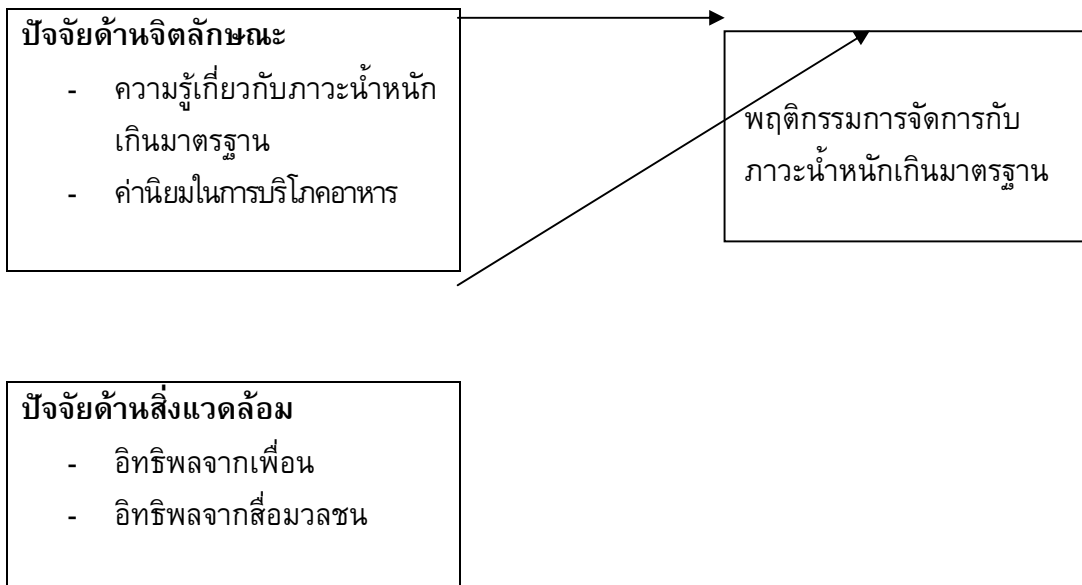 ปัจจัยด้านจิตลักษณะ
- ความรู้เกี่ยวกับภาวะน้ำหนัก
เกินมาตรฐาน
- ค่านิยมในการบริโภคอาหาร
พฤติกรรมการจัดการกับ
ภาวะน้ำหนักเกินมาตรฐาน
ปัจจัยด้านสิ่งแวดล้อม
- อิทธิพลจากเพื่อน
- อิทธิพลจากสื่อมวลชน